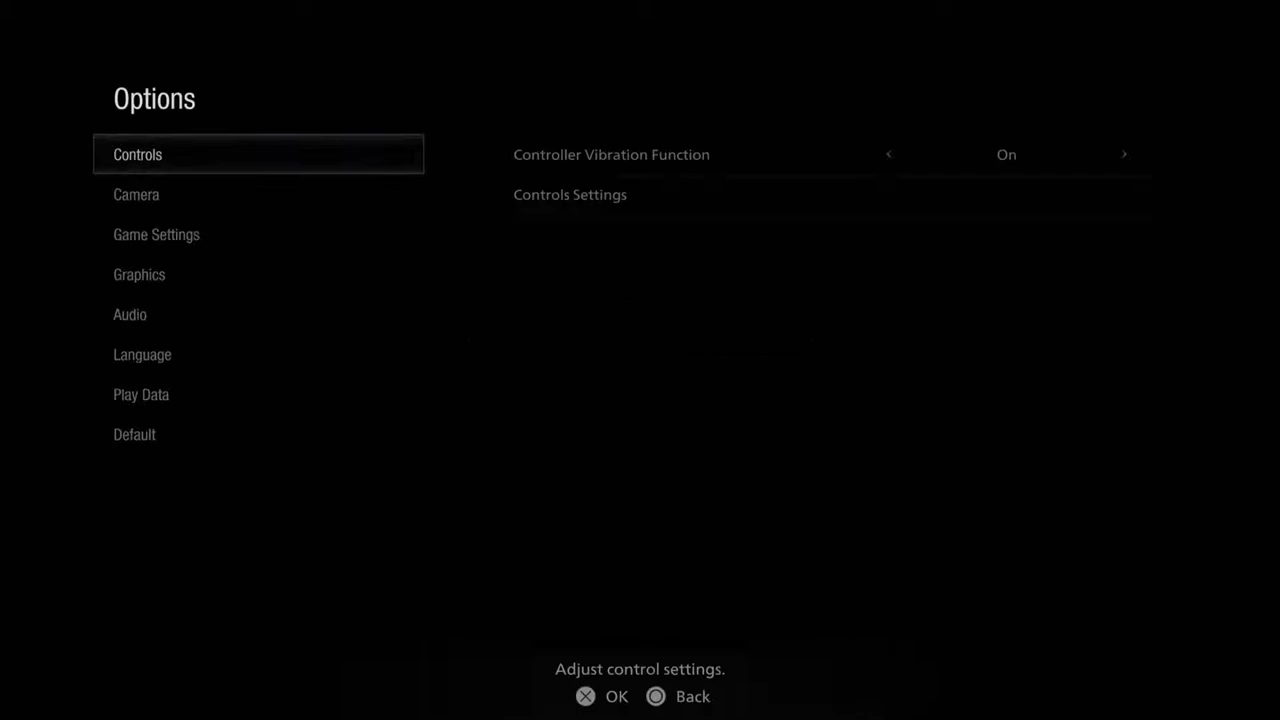 Options
Controls
Controller Vibration Function < On >
Camera
Controls Settings
Game Settings
Graphics
Audio
Language
Play Data
Default
Adjust control settings.
OK Back